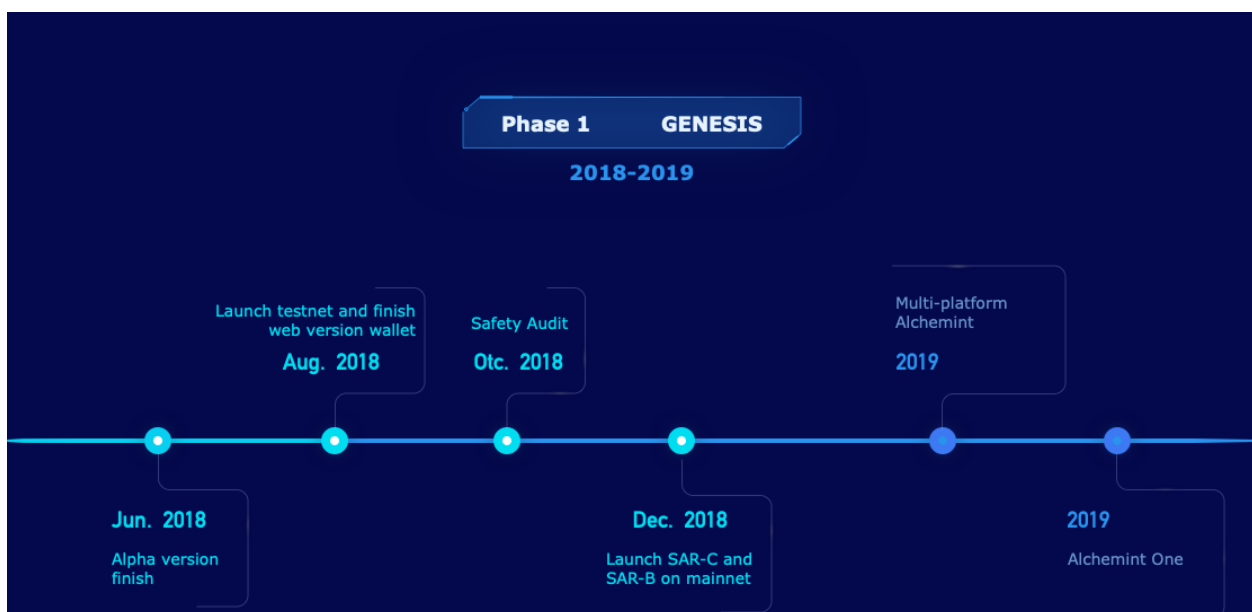 Phase 1 GENESIS
2018-2019
Launch testnet and finish
web version wallet
Aug. 2018
Safety Audit
Otc. 2018
Multi-platform
Alchemint
2019
Jun. 2018
Alpha version
finish
Dec. 2018
Launch SAR-C and
SAR-B on mainnet
2019
Alchemint One